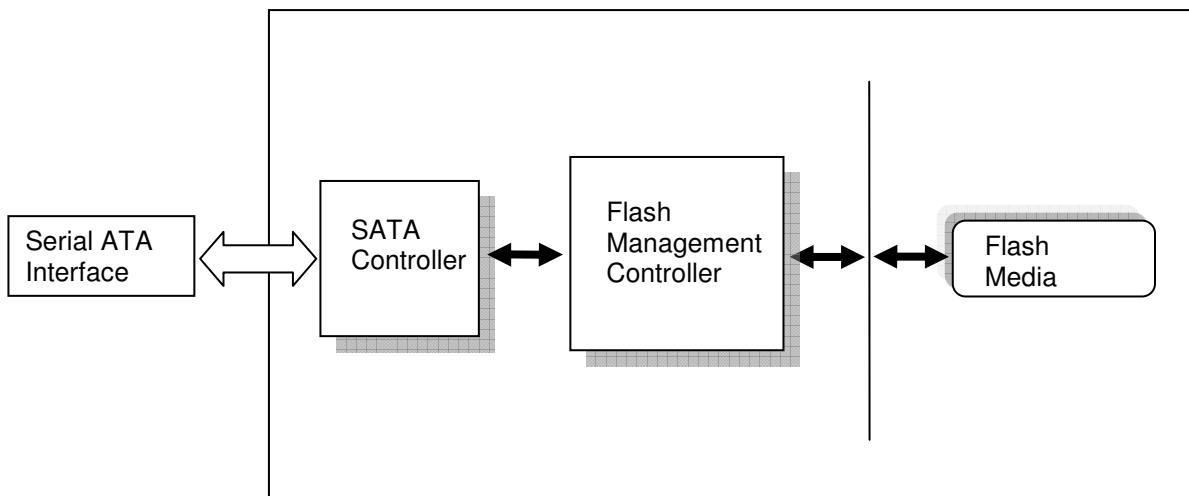 Serial ATA
Interface
SATA
Controller
Flash
Management
Controller
Flash
Media